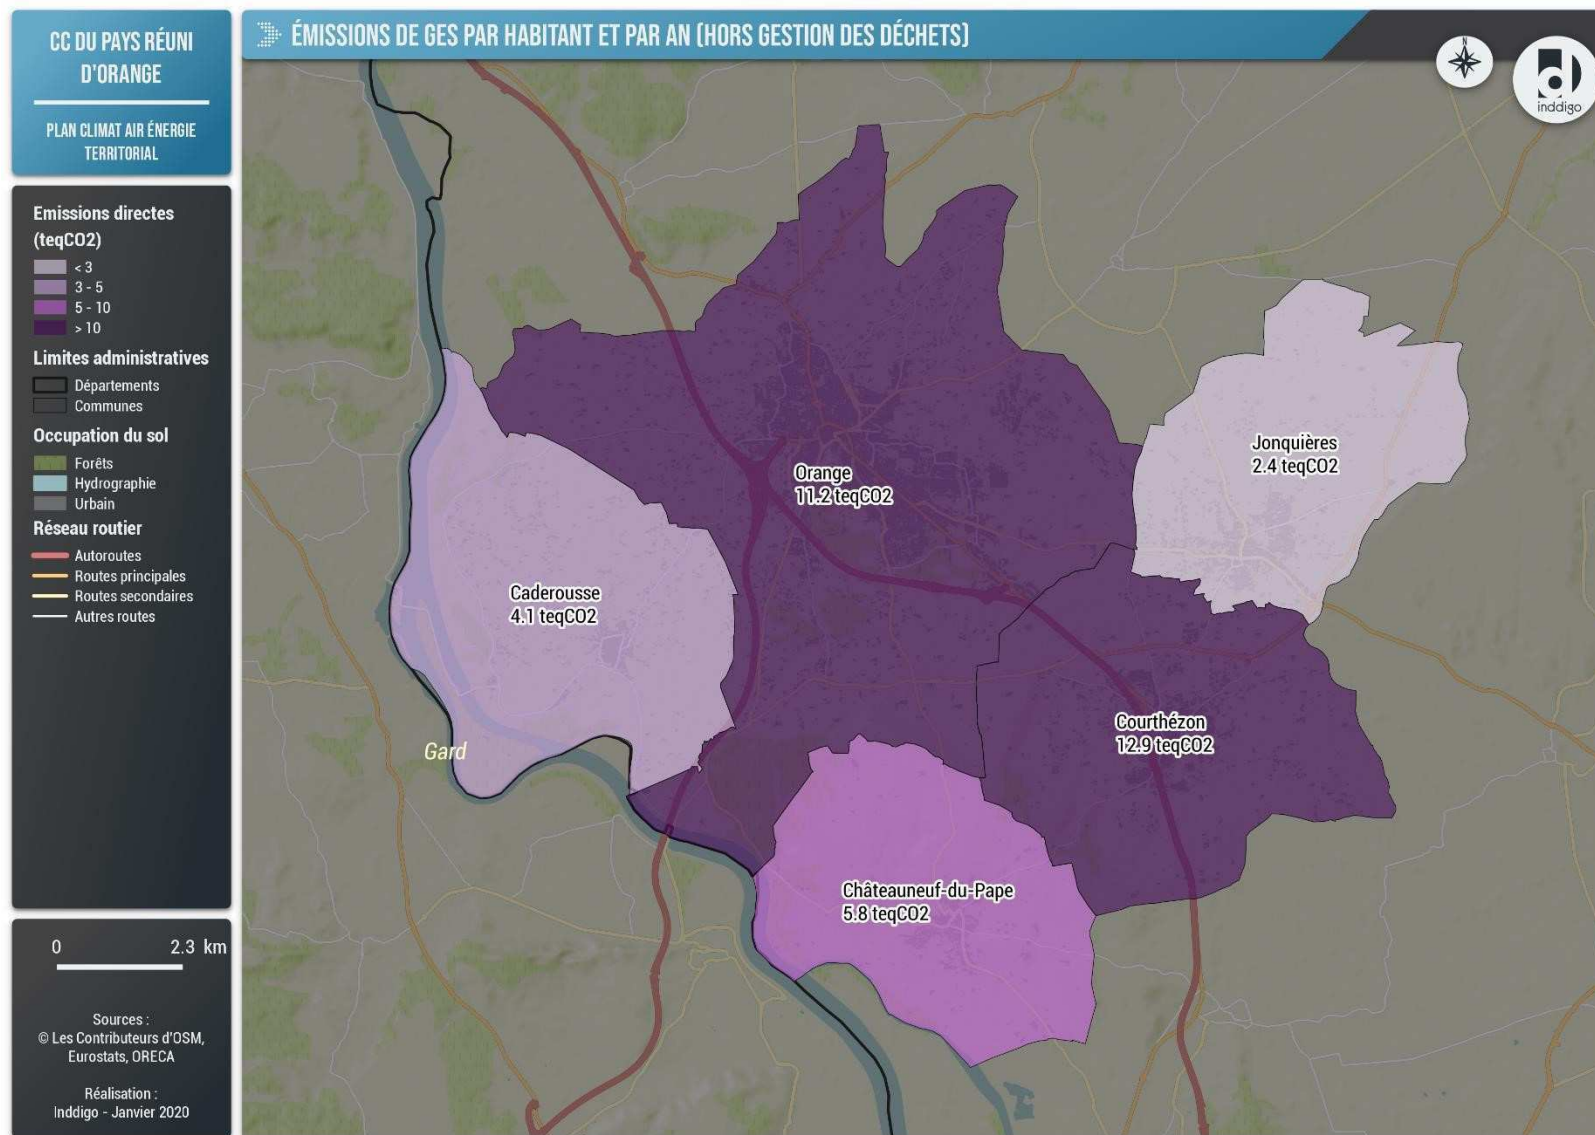 CC DU PAYS RÉUNI
D'ORANGE
PLAN CLIMAT AIR ÉNERGIE
TERRITORIAL
ÉMISSIONS DE GES PAR HABITANT ET PAR AN (HORS GESTION DES DÉCHETS)
N
inddigo
Emissions directes
(teqCO2)
< 3
3 - 5
5 - 10
> 10
Limites administratives
Départements
Communes
Occupation du sol
Forêts
Hydrographie
Urbain
Réseau routier
Autoroutes
Routes principales
Routes secondaires
Autres routes
0 2.3 km
Sources :
© Les Contributeurs d'OSM,
Eurostats, ORECA
Réalisation :
Inddigo - Janvier 2020
Jonquières
2.4 teqCO2
Orange
11.2 teqCO2
Caderousse
4.1 teqCO2
Courthézon
12.9 teqCO2
Gard
Châteauneuf-du-Pape
5.8 teqCO2